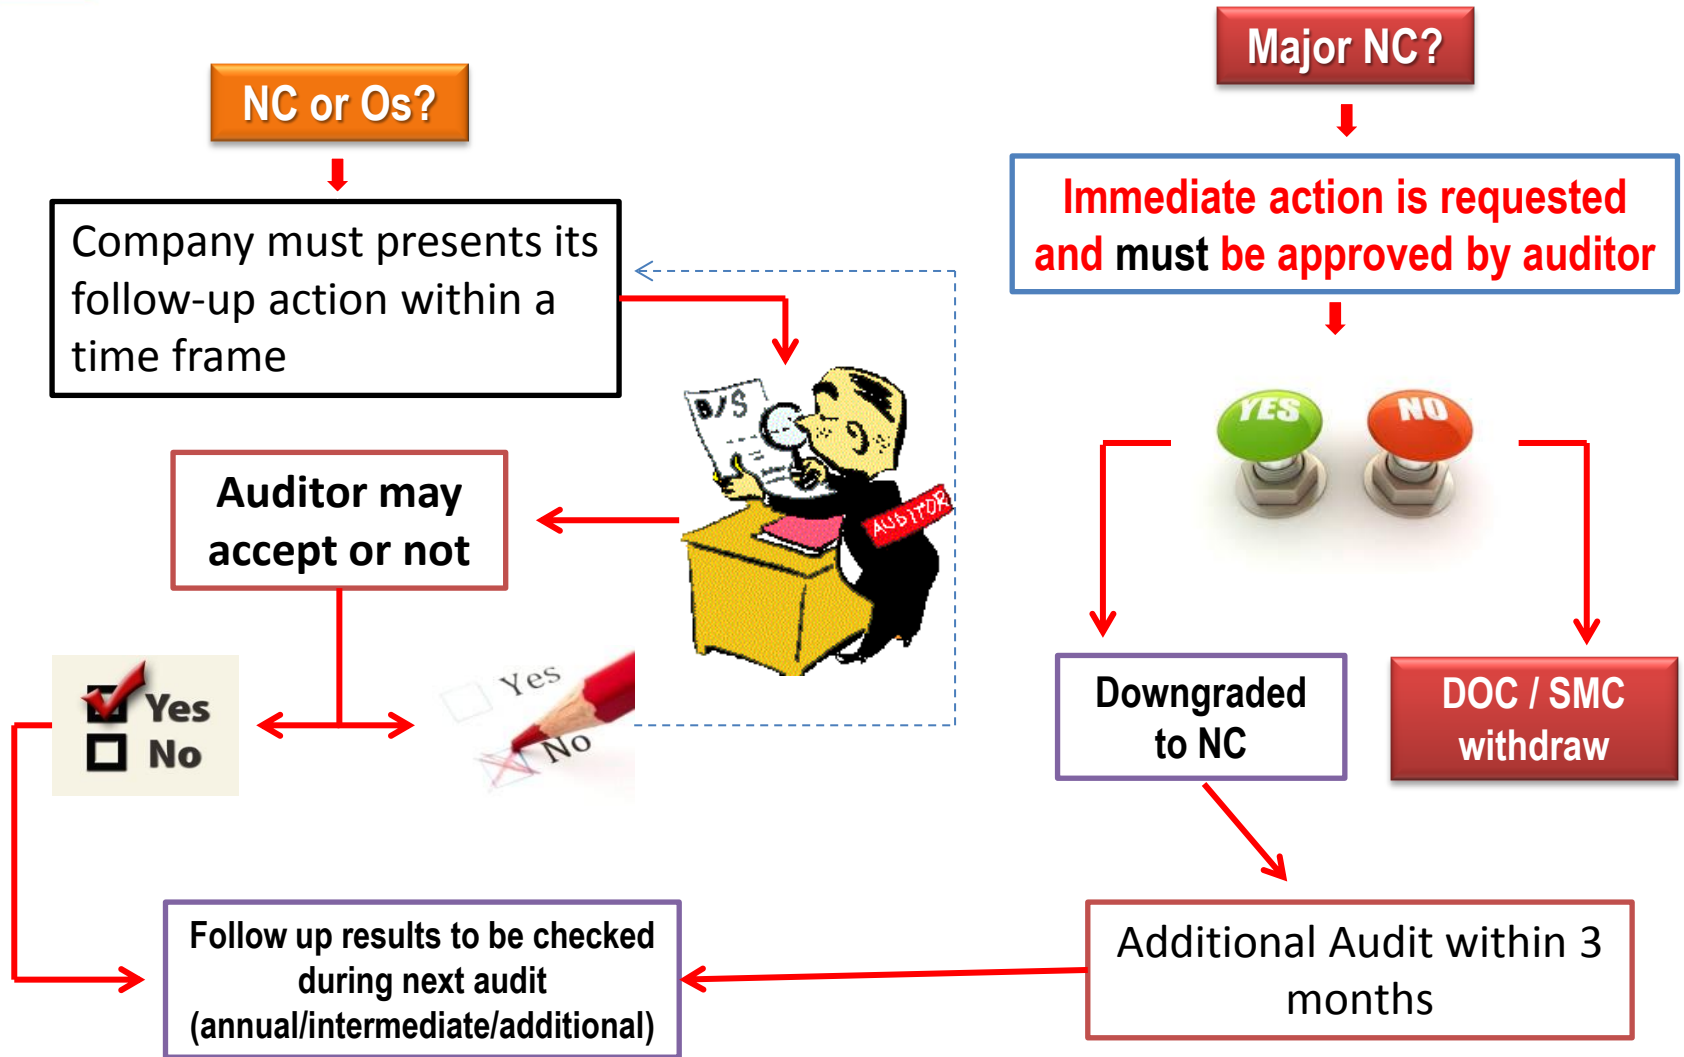 NC or Os?
Company must presents its
follow-up action within a
time frame
B/S
AUDITOR
Auditor may
accept or not
Yes
No
Yes
No
Follow up results to be checked
during next audit
(annual/intermediate/additional)
Major NC?
Immediate action is requested
and must be approved by auditor
YES
NO
Downgraded
to NC
DOC / SMC
withdraw
Additional Audit within 3
months